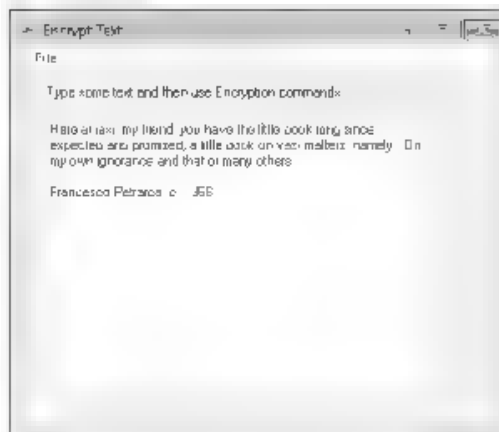 Encrypt Text
File
Type some text and then use Encryption commands
Here at last, my friend, you have the little book long since
expected and promised, a little book on vast matters, namely On
my own ignorance and that of many others
Francesco Petrarca c.